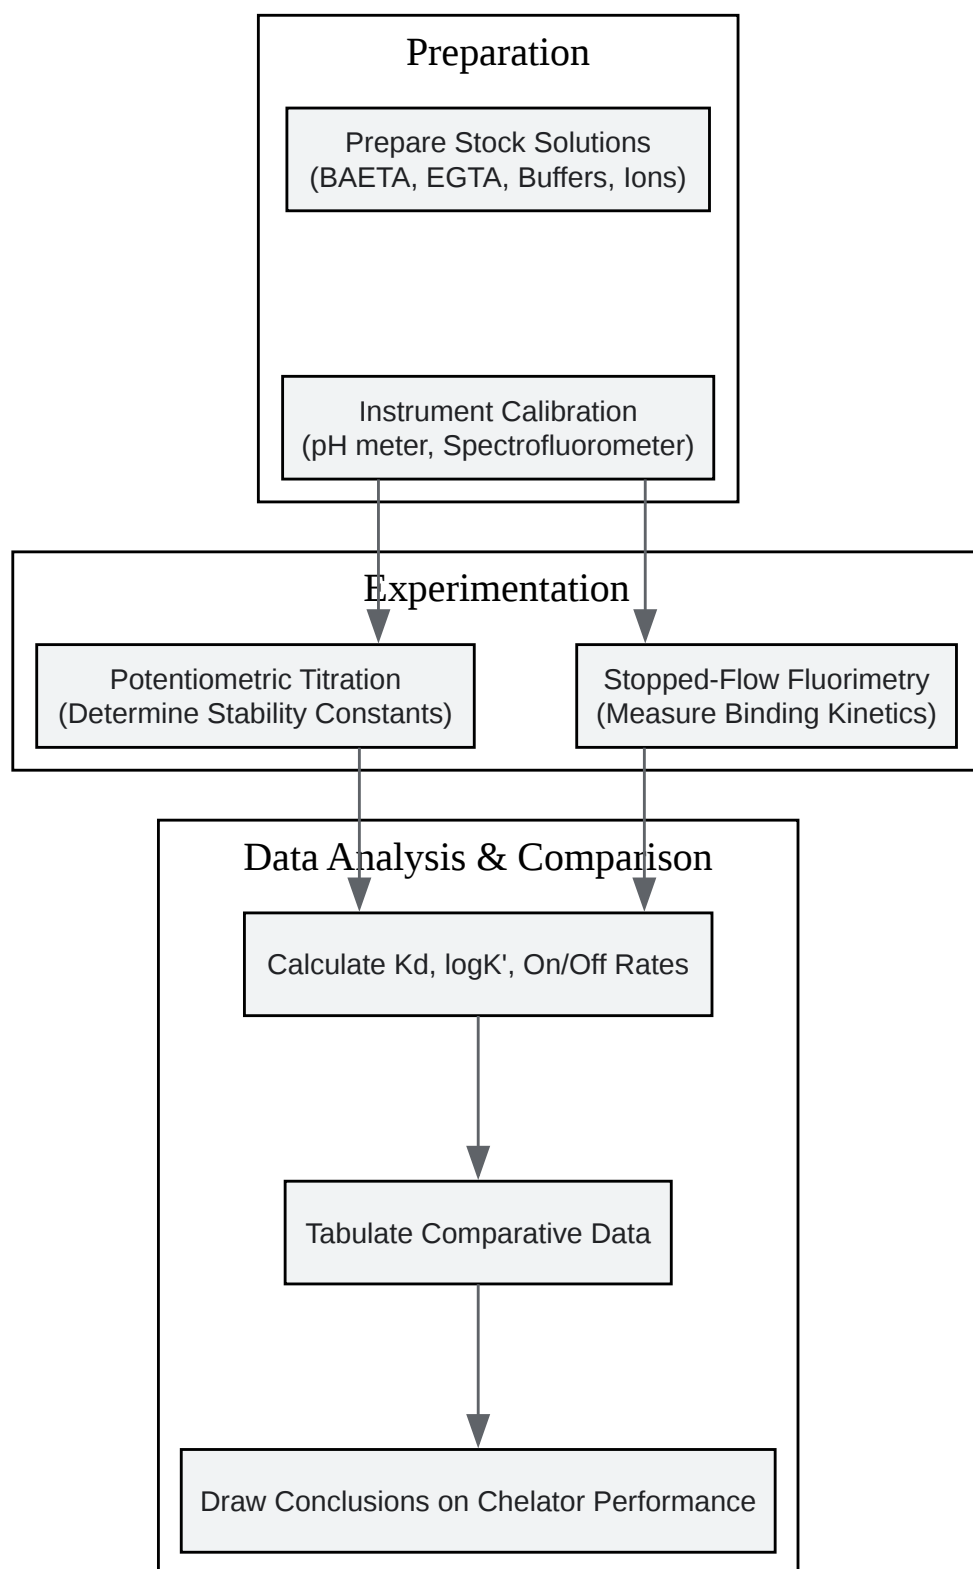 Preparation
Prepare Stock Solutions
(BAETA, EGTA, Buffers, Ions)
Instrument Calibration
(pH meter, Spectrofluorometer)
Experimentation
Potentiometric Titration
(Determine Stability Constants)
Stopped-Flow Fluorimetry
(Measure Binding Kinetics)
Data Analysis & Comparison
Calculate Kd, logK', On/Off Rates
Tabulate Comparative Data
Draw Conclusions on Chelator Performance